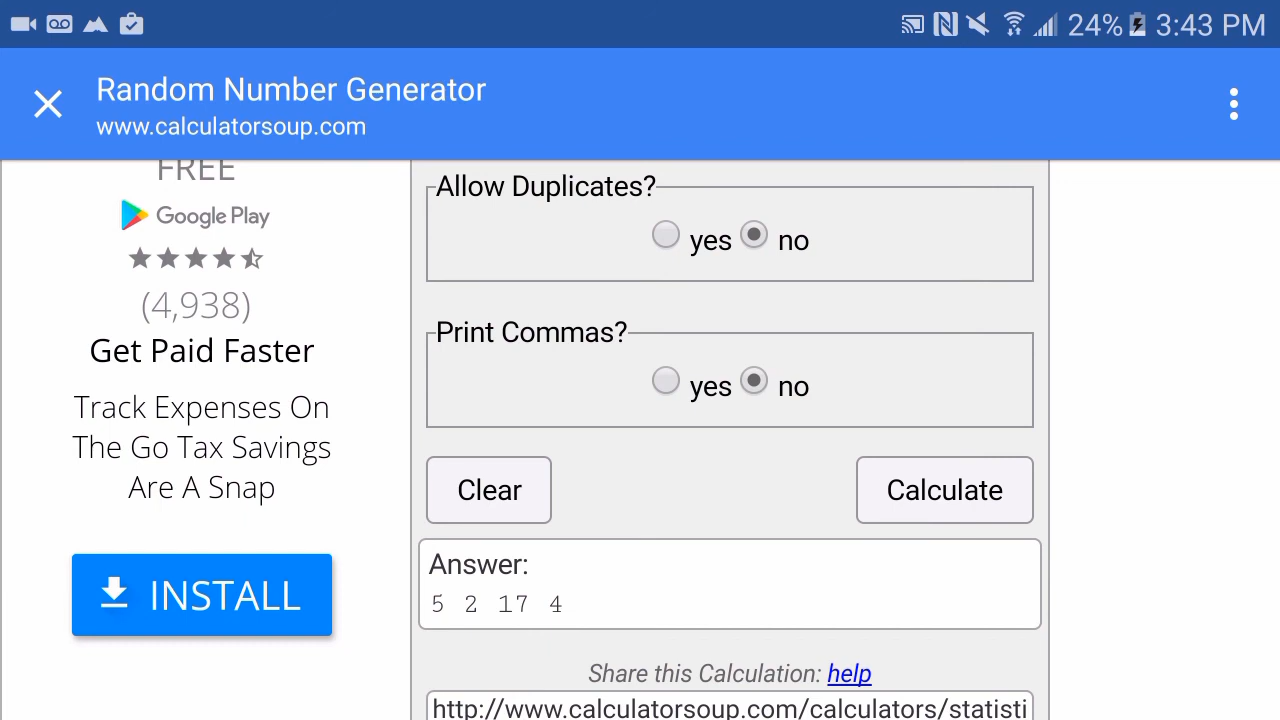 24% 3:43 PM
Random Number Generator
www.calculatorsoup.com
FREE
Google Play
(4,938)
Get Paid Faster
Track Expenses On
The Go Tax Savings
Are A Snap
INSTALL
Allow Duplicates?
yes no
Print Commas?
yes no
Clear Calculate
Answer:
5 2 17 4
Share this Calculation: help
http://www.calculatorsoup.com/calculators/statisti